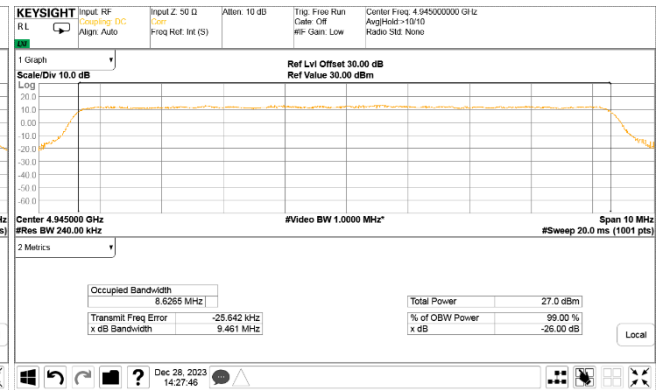 KEYSIGHT Input: RF Input Z: 50 Ω Atten: 10 dB Trig: Free Run Center Freq: 4.945000000 GHz
RL Coupling: DC Corr Gate: Off Avg|Hold:>10/10
Align: Auto Freq Ref: Int (S) #IF Gain: Low Radio Std: None
LXI
1 Graph
Ref Lvl Offset 30.00 dB
Scale/Div 10.0 dB Ref Value 30.00 dBm
Log
20.0
10.0
0.00
-10.0
-20.0
-30.0
-40.0
-50.0
-60.0
Hz Center 4.945000 GHz #Video BW 1.0000 MHz* Span 10 MHz
s) #Res BW 240.00 kHz #Sweep 20.0 ms (1001 pts)
2 Metrics
Occupied Bandwidth
8.6265 MHz Total Power 27.0 dBm
Transmit Freq Error -25.642 kHz % of OBW Power 99.00 %
x dB Bandwidth 9.461 MHz x dB -26.00 dB
Local
? Dec 28, 2023
14:27:46